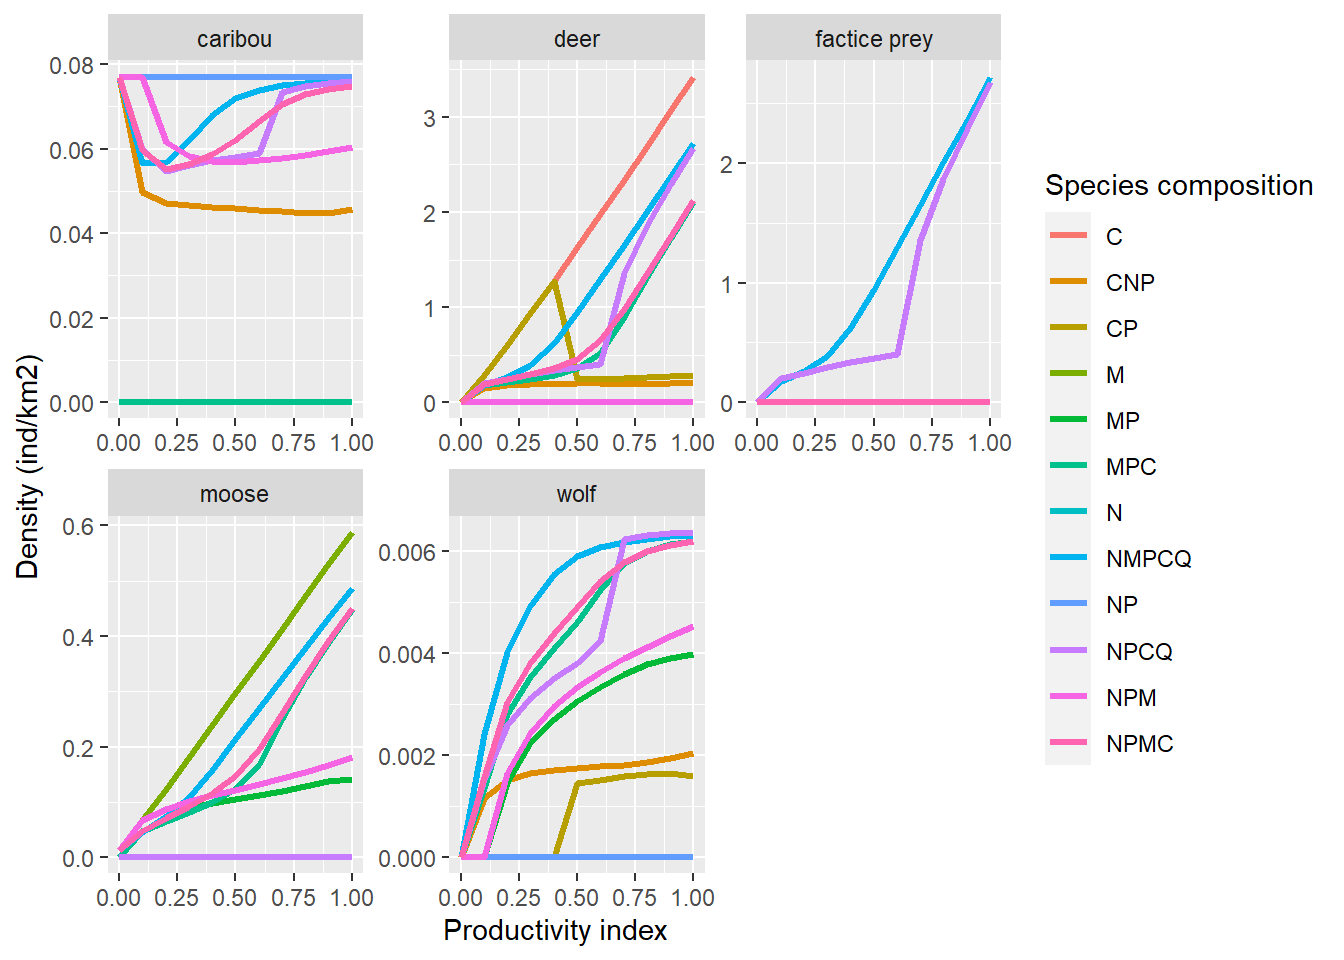 caribou
deer
factice prey
0.08
0.06
0.04
0.02
0.00
3
2
1
0
2
1
0
0.00 0.25 0.50 0.75 1.00
0.00 0.25 0.50 0.75 1.00
0.00 0.25 0.50 0.75 1.00
moose
wolf
0.6
0.4
0.2
0.0
0.006
0.004
0.002
0.000
0.00 0.25 0.50 0.75 1.00
0.00 0.25 0.50 0.75 1.00
Density (ind/km2)
Productivity index
Species composition
C
CNP
CP
M
MP
MPC
N
NMPCQ
NP
NPCQ
NPM
NPMC